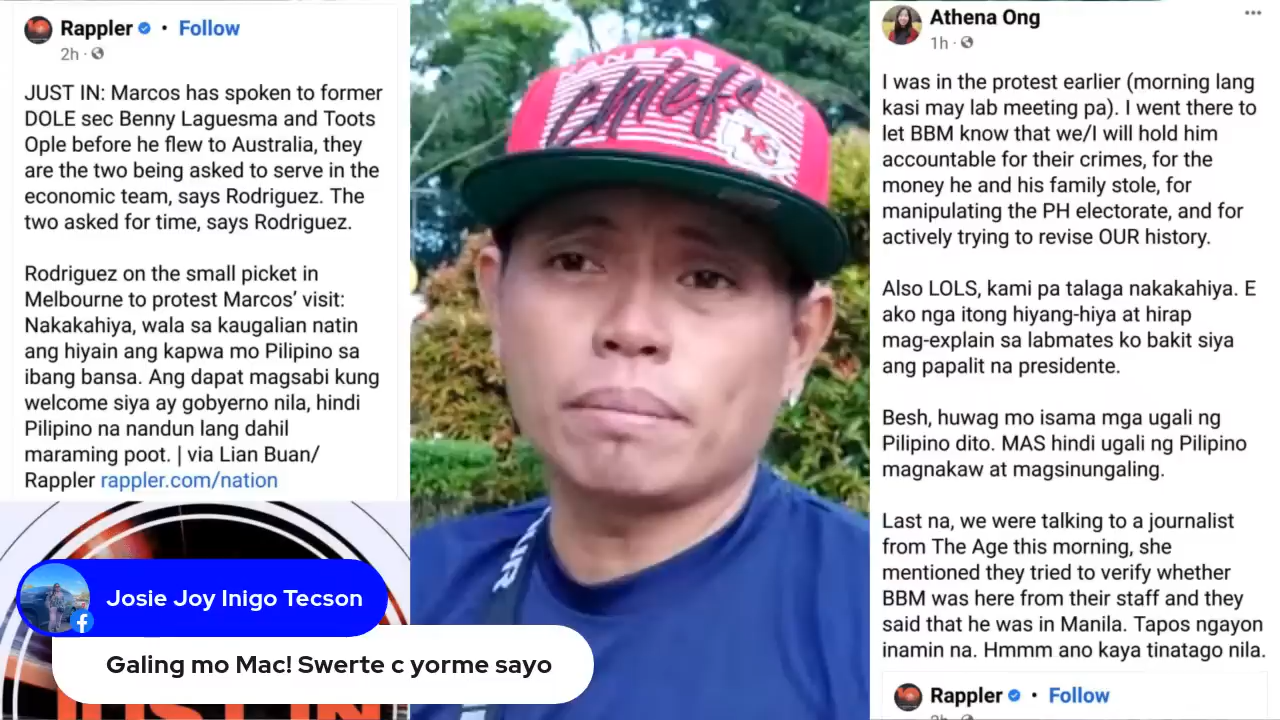 Rappler • Follow
2h
JUST IN: Marcos has spoken to former
DOLE sec Benny Laguesma and Toots
Ople before he flew to Australia, they
are the two being asked to serve in the
economic team, says Rodriguez. The
two asked for time, says Rodriguez.
Rodriguez on the small picket in
Melbourne to protest Marcos’ visit:
Nakakahiya, wala sa kaugalian natin
ang hiyain ang kapwa mo Pilipino sa
ibang bansa. Ang dapat magsabi kung
welcome siya ay gobyerno nila, hindi
Pilipino na nandun lang dahil
maraming poot. | via Lian Buan/
Rappler rappler.com/nation
JUST IN
Josie Joy Inigo Tecson
Galing mo Mac! Swerte c yorme sayo
KANSAS CITY
Chiefs
KC
UR
Athena Ong
1h
I was in the protest earlier (morning lang
kasi may lab meeting pa). I went there to
let BBM know that we/I will hold him
accountable for their crimes, for the
money he and his family stole, for
manipulating the PH electorate, and for
actively trying to revise OUR history.
Also LOLS, kami pa talaga nakakahiya. E
ako nga itong hiyang-hiya at hirap
mag-explain sa labmates ko bakit siya
ang papalit na presidente.
Besh, huwag mo isama mga ugali ng
Pilipino dito. MAS hindi ugali ng Pilipino
magnakaw at magsinungaling.
Last na, we were talking to a journalist
from The Age this morning, she
mentioned they tried to verify whether
BBM was here from their staff and they
said that he was in Manila. Tapos ngayon
inamin na. Hmmm ano kaya tinatago nila.
Rappler • Follow